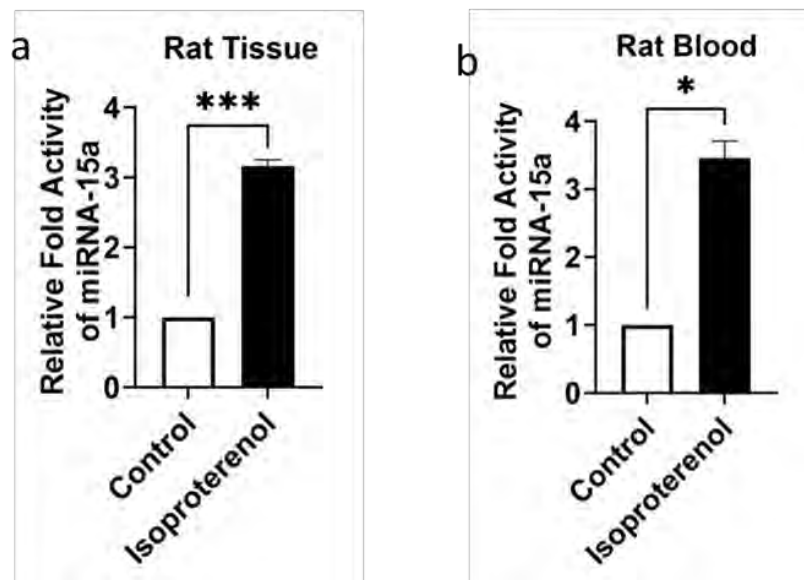 a
Rat Tissue
Relative Fold Activity
of miRNA-15a
***
4
3
2
1
0
Control
Isoproterenol
b
Rat Blood
Relative Fold Activity
of miRNA-15a
*
4
3
2
1
0
Control
Isoproterenol